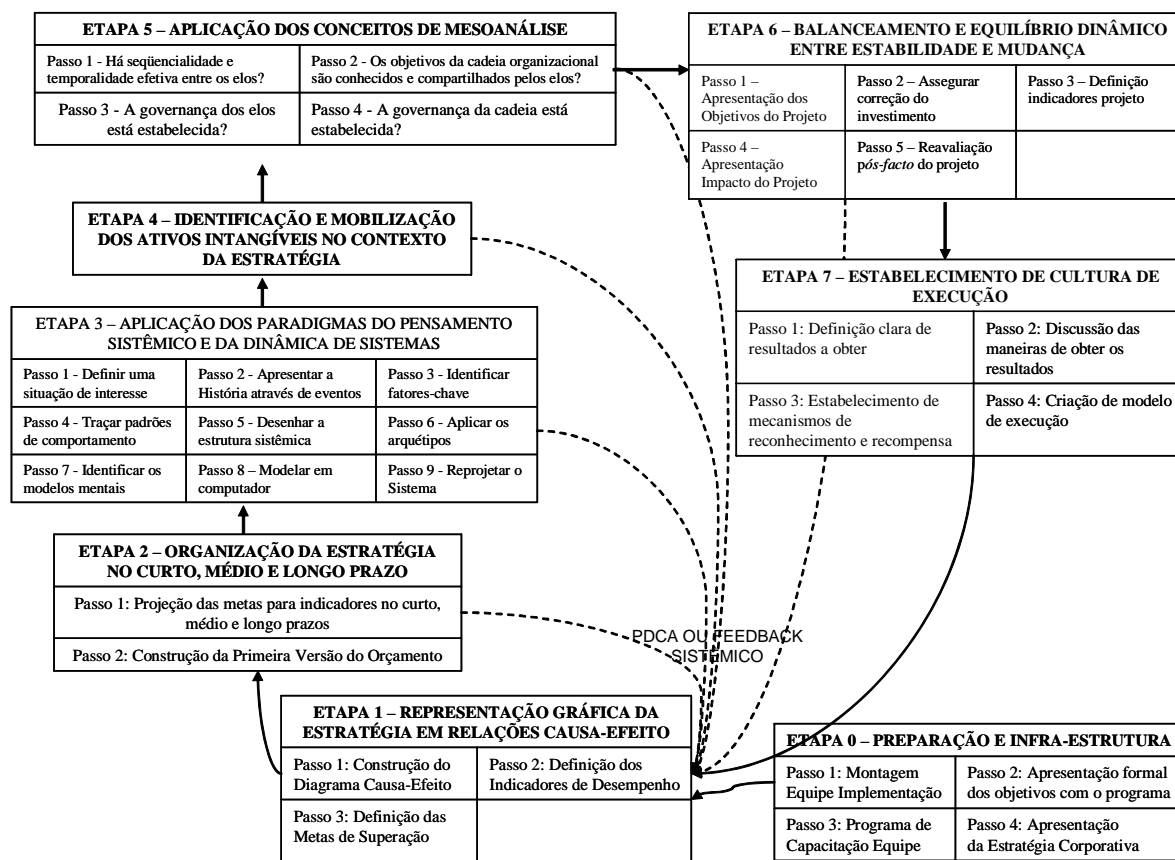 ETAPA 5 – APLICAÇÃO DOS CONCEITOS DE MESOANÁLISE
Passo 1 - Há seqüencialidade e
temporalidade efetiva entre os elos?
Passo 2 - Os objetivos da cadeia organizacional
são conhecidos e compartilhados pelos elos?
Passo 3 - A governança dos elos
está estabelecida?
Passo 4 - A governança da cadeia está
estabelecida?
ETAPA 6 – BALANCEAMENTO E EQUILÍBRIO DINÂMICO
ENTRE ESTABILIDADE E MUDANÇA
Passo 1 –
Apresentação dos
Objetivos do Projeto
Passo 2 – Assegurar
correção do
investimento
Passo 3 – Definição
indicadores projeto
Passo 4 –
Apresentação
Impacto do Projeto
Passo 5 – Reavaliação
pós-facto do projeto
ETAPA 4 – IDENTIFICAÇÃO E MOBILIZAÇÃO
DOS ATIVOS INTANGÍVEIS NO CONTEXTO
DA ESTRATÉGIA
ETAPA 7 – ESTABELECIMENTO DE CULTURA DE
EXECUÇÃO
Passo 1: Definição clara de
resultados a obter
Passo 2: Discussão das
maneiras de obter os
resultados
Passo 3: Estabelecimento de
mecanismos de
reconhecimento e recompensa
Passo 4: Criação de modelo
de execução
ETAPA 3 – APLICAÇÃO DOS PARADIGMAS DO PENSAMENTO
SISTÊMICO E DA DINÂMICA DE SISTEMAS
Passo 1 - Definir uma
situação de interesse
Passo 2 - Apresentar a
História através de eventos
Passo 3 - Identificar
fatores-chave
Passo 4 - Traçar padrões
de comportamento
Passo 5 - Desenhar a
estrutura sistêmica
Passo 6 - Aplicar os
arquétipos
Passo 7 - Identificar os
modelos mentais
Passo 8 – Modelar em
computador
Passo 9 - Reprojetar o
Sistema
ETAPA 2 – ORGANIZAÇÃO DA ESTRATÉGIA
NO CURTO, MÉDIO E LONGO PRAZO
Passo 1: Projeção das metas para indicadores no curto,
médio e longo prazos
Passo 2: Construção da Primeira Versão do Orçamento
PDCA OU FEEDBACK
SISTÊMICO
ETAPA 1 – REPRESENTAÇÃO GRÁFICA DA
ESTRATÉGIA EM RELAÇÕES CAUSA-EFEITO
Passo 1: Construção do
Diagrama Causa-Efeito
Passo 2: Definição dos
Indicadores de Desempenho
Passo 3: Definição das
Metas de Superação
ETAPA 0 – PREPARAÇÃO E INFRA-ESTRUTURA
Passo 1: Montagem
Equipe Implementação
Passo 2: Apresentação formal
dos objetivos com o programa
Passo 3: Programa de
Capacitação Equipe
Passo 4: Apresentação
da Estratégia Corporativa